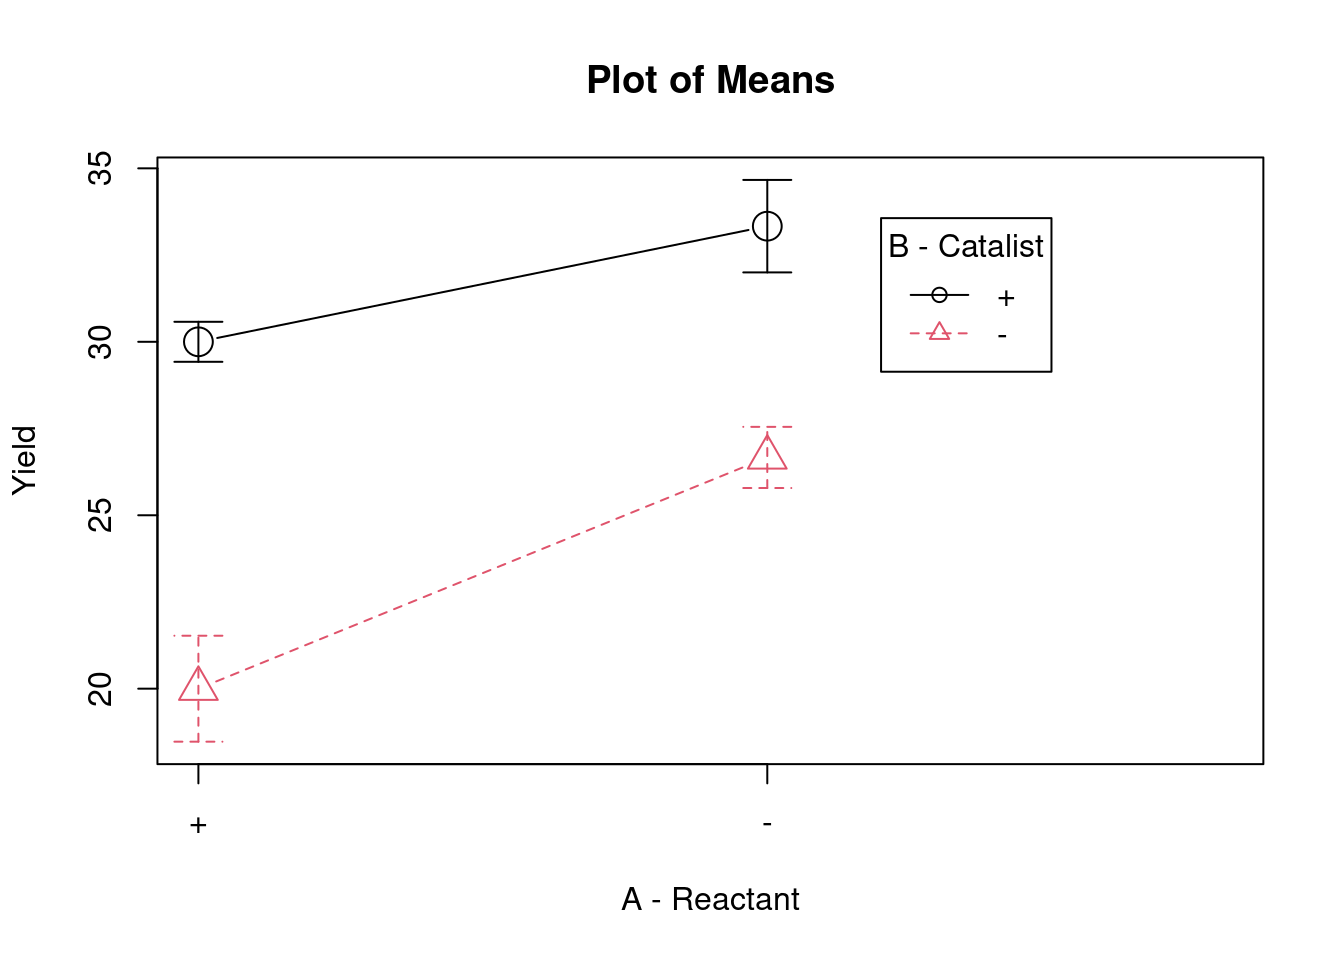 Plot of Means
35
30
25
20
Yield
B - Catalist
+
-
+ -
A - Reactant